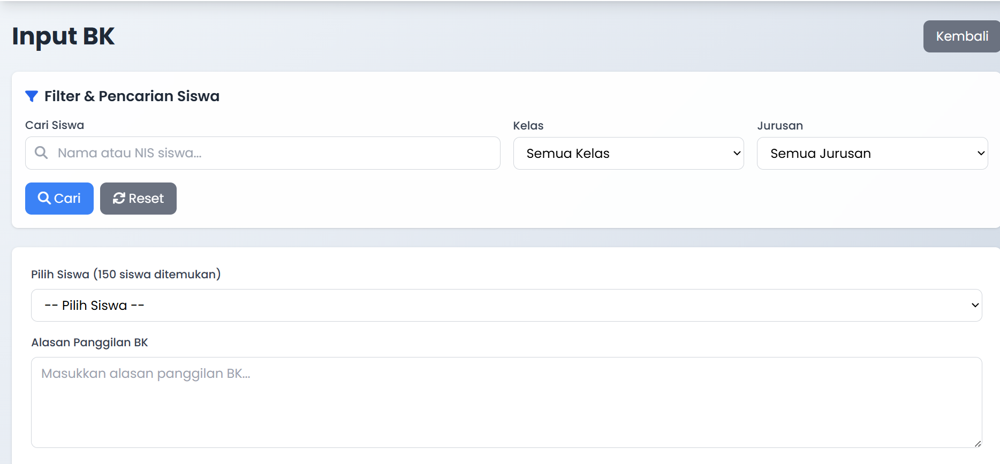 Input BK
Kembali
Filter & Pencarian Siswa
Cari Siswa
Kelas
Jurusan
Nama atau NIS siswa...
Semua Kelas
Semua Jurusan
Cari
Reset
Pilih Siswa (150 siswa ditemukan)
-- Pilih Siswa --
Alasan Panggilan BK
Masukkan alasan panggilan BK...